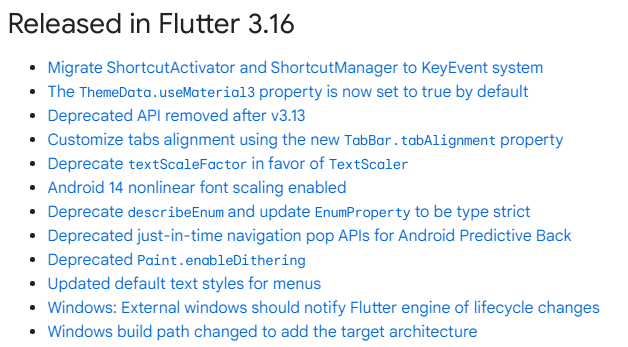 Released in Flutter 3.16
Migrate ShortcutActivator and ShortcutManager to KeyEvent system
The ThemeData.useMaterial3 property is now set to true by default
Deprecated API removed after v3.13
Customize tabs alignment using the new TabBar.tabAlignment property
Deprecate textScaleFactor in favor of TextScaler
Android 14 nonlinear font scaling enabled
Deprecate describeEnum and update EnumProperty to be type strict
Deprecated just-in-time navigation pop APIs for Android Predictive Back
Deprecated Paint.enableDithering
Updated default text styles for menus
Windows: External windows should notify Flutter engine of lifecycle changes
Windows build path changed to add the target architecture